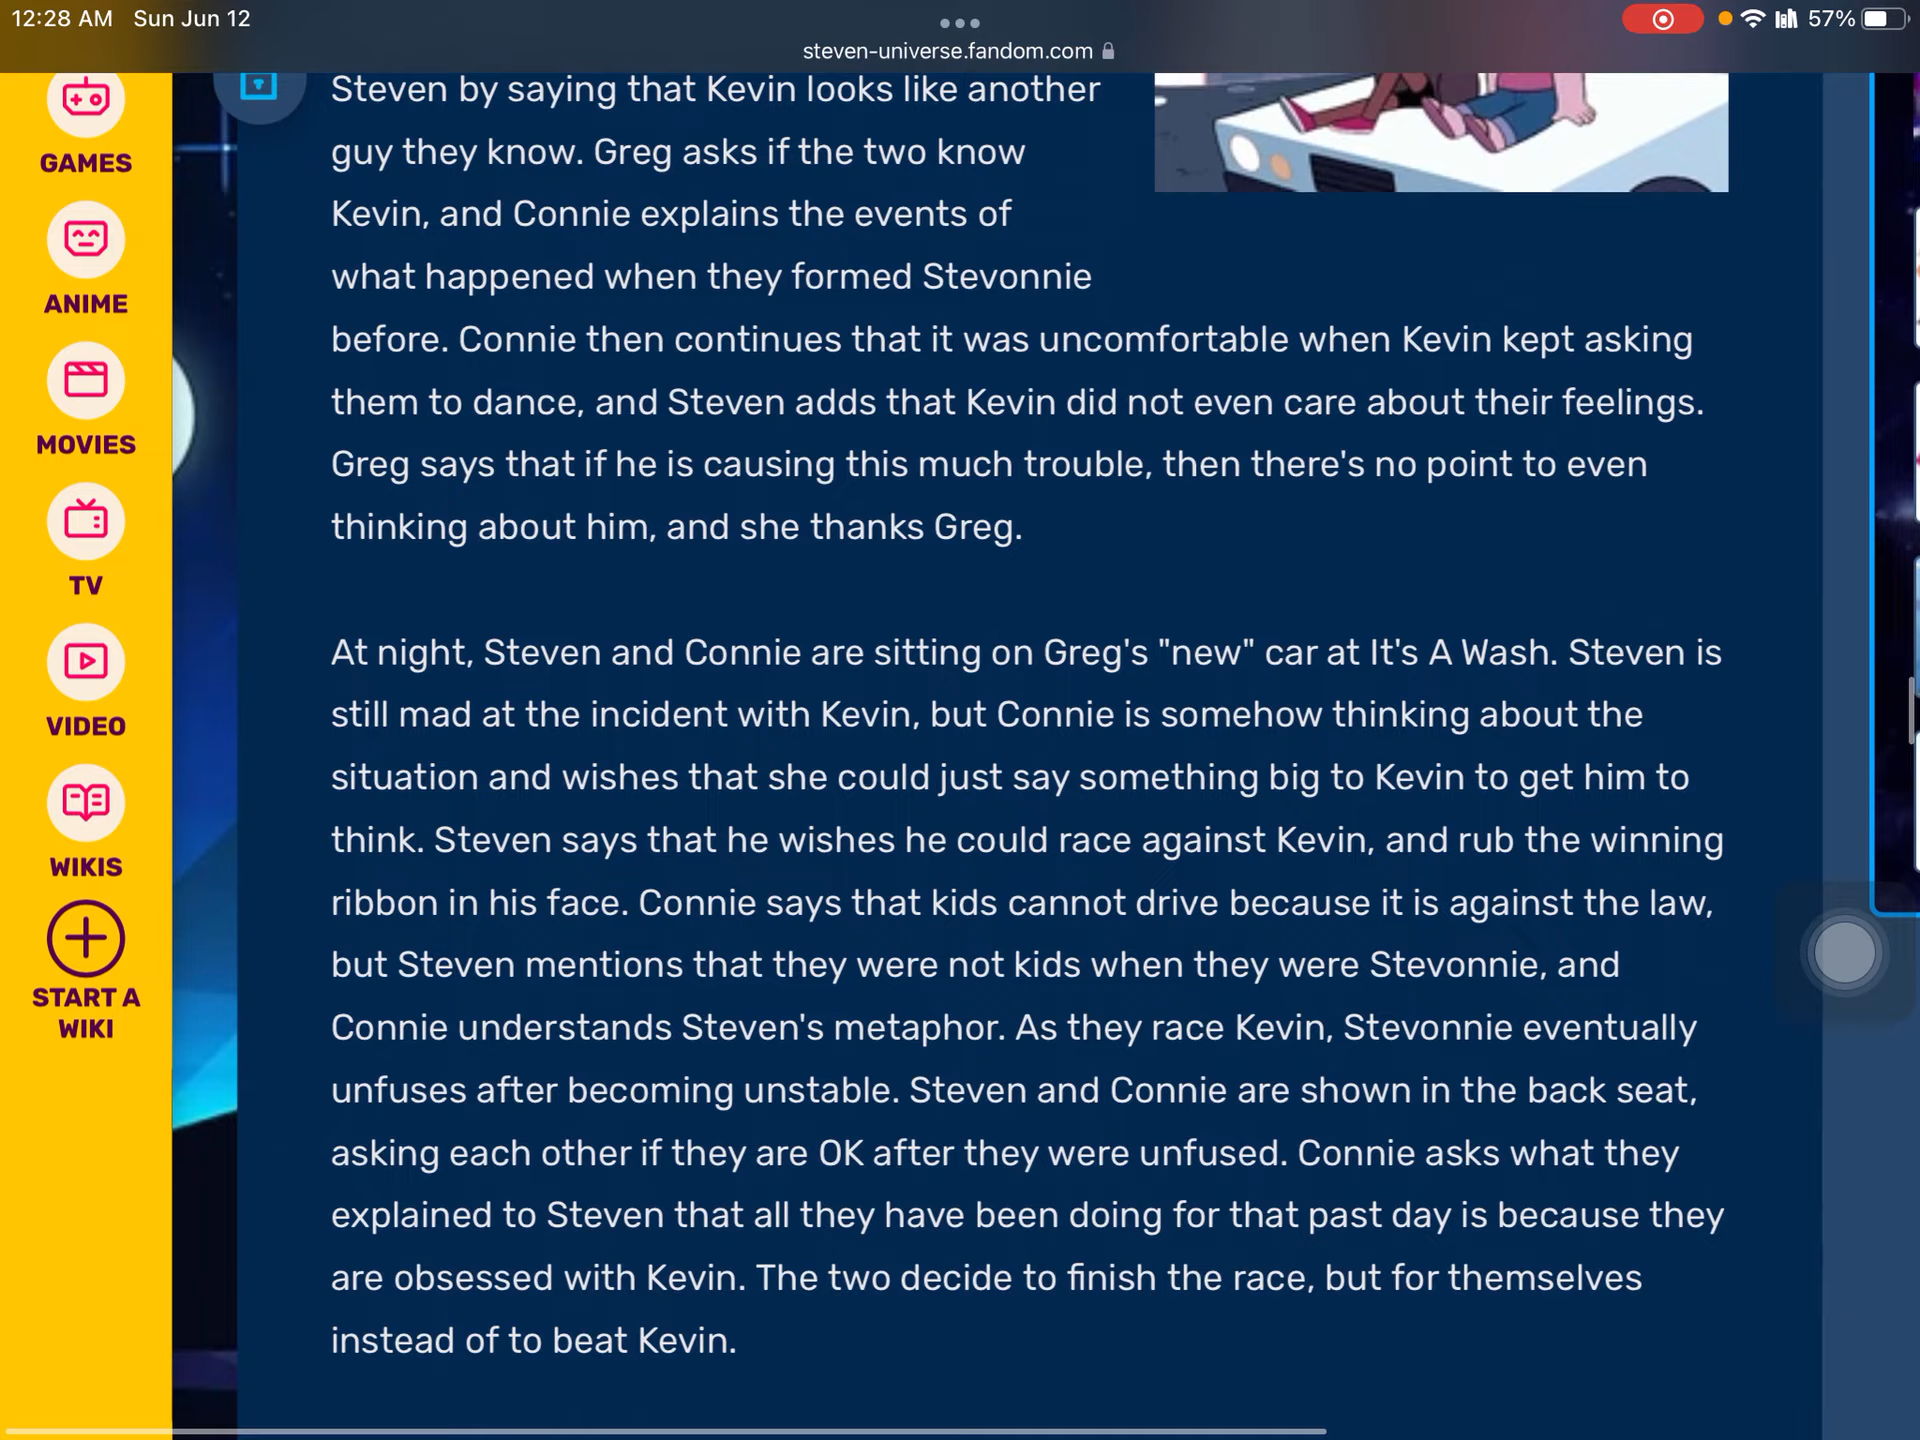 12:28 AM Sun Jun 12
57%
steven-universe.fandom.com
GAMES
ANIME
MOVIES
TV
VIDEO
WIKIS
START A
WIKI
Steven by saying that Kevin looks like another
guy they know. Greg asks if the two know
Kevin, and Connie explains the events of
what happened when they formed Stevonnie
before. Connie then continues that it was uncomfortable when Kevin kept asking
them to dance, and Steven adds that Kevin did not even care about their feelings.
Greg says that if he is causing this much trouble, then there's no point to even
thinking about him, and she thanks Greg.
At night, Steven and Connie are sitting on Greg's "new" car at It's A Wash. Steven is
still mad at the incident with Kevin, but Connie is somehow thinking about the
situation and wishes that she could just say something big to Kevin to get him to
think. Steven says that he wishes he could race against Kevin, and rub the winning
ribbon in his face. Connie says that kids cannot drive because it is against the law,
but Steven mentions that they were not kids when they were Stevonnie, and
Connie understands Steven's metaphor. As they race Kevin, Stevonnie eventually
unfuses after becoming unstable. Steven and Connie are shown in the back seat,
asking each other if they are OK after they were unfused. Connie asks what they
explained to Steven that all they have been doing for that past day is because they
are obsessed with Kevin. The two decide to finish the race, but for themselves
instead of to beat Kevin.